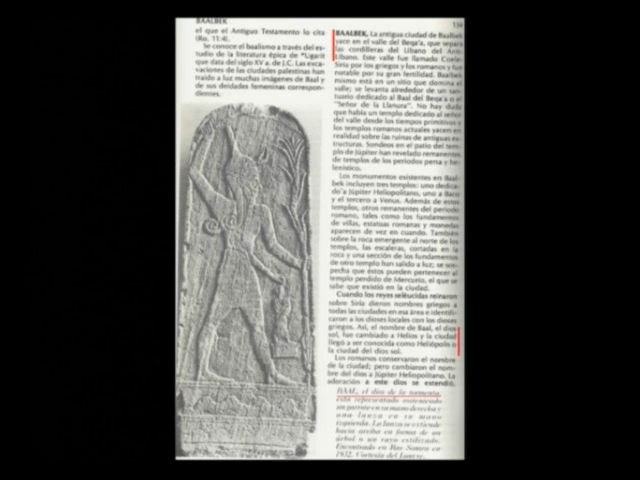 BAALBEK
el que el Antiguo Testamento lo cita
(Ro. 11:4).
Se conoce el baalismo a través del es-
tudio de la literatura épica de *Ugarit
que data del siglo XV a. de J.C. Las exca-
vaciones de las ciudades palestinas han
traído a luz muchas imágenes de Baal y
de sus deidades femeninas correspon-
dientes.
BAALBEK. La antigua ciudad de Baalbek
yace en el valle del Beqa'a, que separa
las cordilleras del Líbano del Anti-
Líbano. Este valle fue llamado Coele-
Siria por los griegos y los romanos y fue
notable por su gran fertilidad. Baalbek
mismo está en un sitio que domina el
valle; se levanta alrededor de un san-
tuario dedicado al Baal del Beqa'a o el
"Señor de la Llanura". No hay duda
que había un templo dedicado al señor
del valle desde los tiempos primitivos y
los templos romanos actuales yacen en
realidad sobre las ruinas de antiguas es-
tructuras. Sondeos en el patio del tem-
plo de Júpiter han revelado remanentes
de templos de los períodos persa y he-
lenístico.
Los monumentos existentes en Baal-
bek incluyen tres templos: uno dedica-
do a Júpiter Heliopolitano, uno a Baco
y el tercero a Venus. Además de estos
templos, otros remanentes del período
romano, tales como los fundamentos
de villas, estatuas romanas y monedas
aparecen de vez en cuando. También
sobre la roca emergente al norte de los
templos, las escaleras, cortadas en la
roca y una sección de los fundamentos
de otro templo han salido a luz; se sos-
pecha que éstos pueden pertenecer al
templo perdido de Mercurio, el que se
sabe que existió en la ciudad.
Cuando los reyes seléucidas reinaron
sobre Siria dieron nombres griegos a
todas las ciudades en esa área e identifi-
caron a los dioses locales con los dioses
griegos. Así, el nombre de Baal, el dios
sol, fue cambiado a Helios y la ciudad
llegó a ser conocida como Heliópolis o
la ciudad del dios sol.
Los romanos conservaron el nombre
de la ciudad; pero cambiaron el nom-
bre del dios a Júpiter Heliopolitano. La
adoración a este dios se extendió,
BAAL, el dios de la tormenta,
está representado sosteniendo
un garrote en su mano derecha y
una lanza en su mano
izquierda. La lanza se extiende
hacia arriba en forma de un
árbol o un rayo estilizado.
Encontrado en Ras Samra en
1932. Cortesía del Louvre.